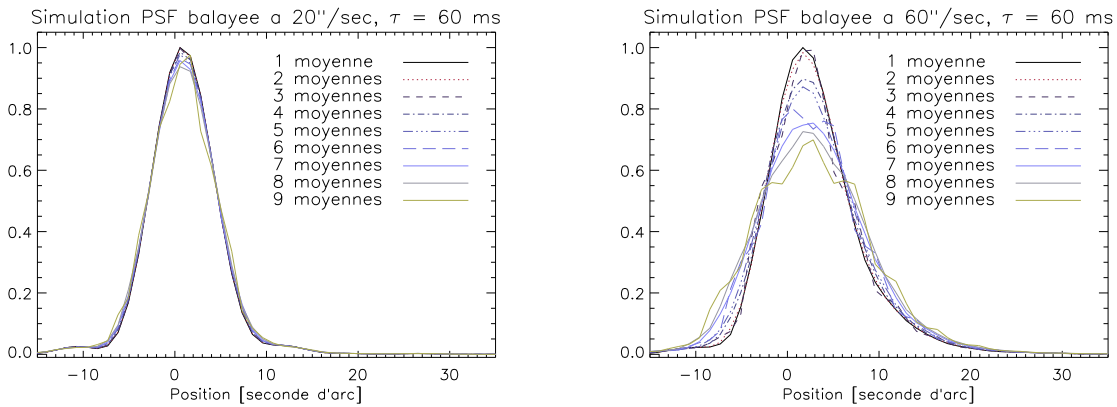 Simulation PSF balayee a 20"/sec, τ = 60 ms
1.0
0.8
0.6
0.4
0.2
0.0
1 moyenne
2 moyennes
3 moyennes
4 moyennes
5 moyennes
6 moyennes
7 moyennes
8 moyennes
9 moyennes
−10
0
10
20
30
Position [seconde d'arc]
Simulation PSF balayee a 60"/sec, τ = 60 ms
1.0
0.8
0.6
0.4
0.2
0.0
1 moyenne
2 moyennes
3 moyennes
4 moyennes
5 moyennes
6 moyennes
7 moyennes
8 moyennes
9 moyennes
−10
0
10
20
30
Position [seconde d'arc]